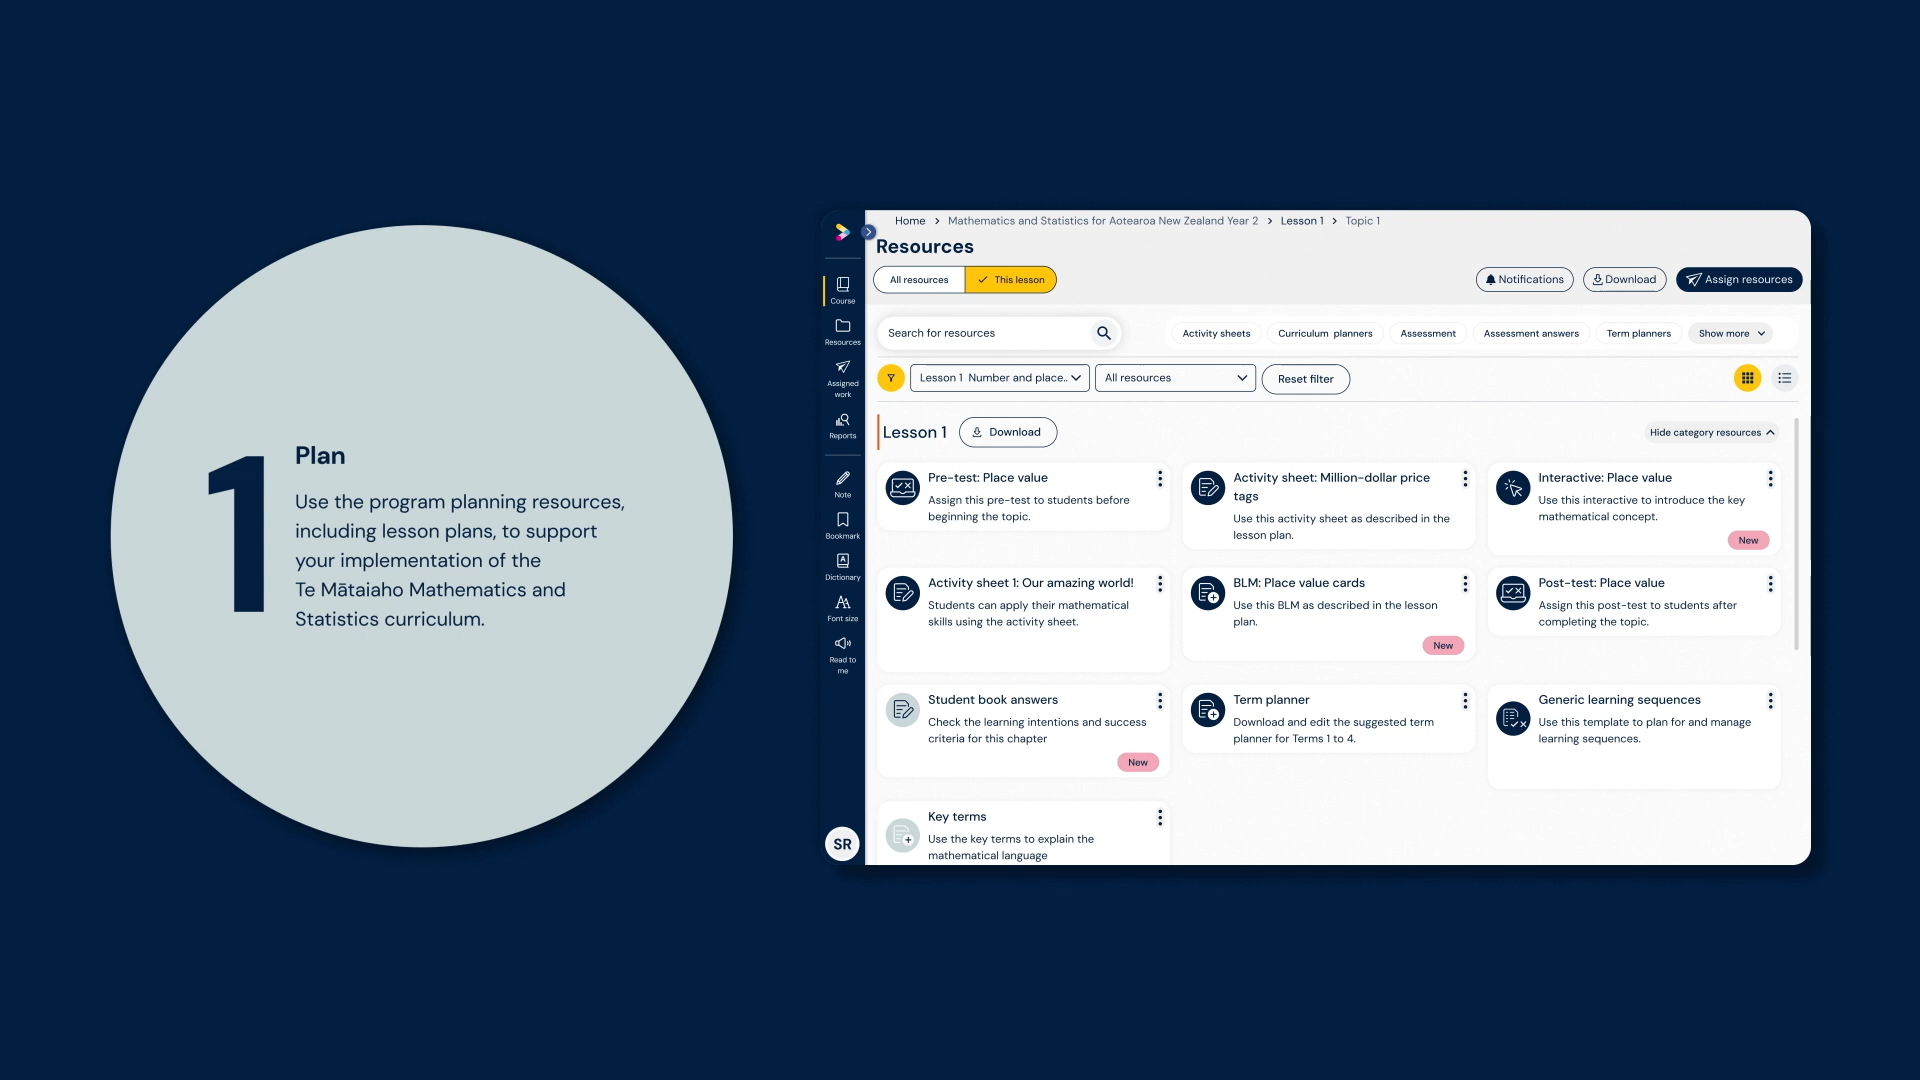 1
Plan
Use the program planning resources,
including lesson plans, to support
your implementation of the
Te Mātaiaho Mathematics and
Statistics curriculum.
Home > Mathematics and Statistics for Aotearoa New Zealand Year 2 > Lesson 1 > Topic 1
Resources
All resources
This lesson
Notifications
Download
Assign resources
Search for resources
Activity sheets
Curriculum planners
Assessment
Assessment answers
Term planners
Show more
Lesson 1 Number and place..
All resources
Reset filter
Course
Resources
Assigned
work
Reports
Note
Bookmark
A
Dictionary
AA
Font size
Read to
me
SR
Lesson 1
Download
Hide category resources
Pre-test: Place value
Assign this pre-test to students before
beginning the topic.
Activity sheet: Million-dollar price
tags
Use this activity sheet as described in the
lesson plan.
Interactive: Place value
Use this interactive to introduce the key
mathematical concept.
New
Activity sheet 1: Our amazing world!
Students can apply their mathematical
skills using the activity sheet.
BLM: Place value cards
Use this BLM as described in the lesson
plan.
New
Post-test: Place value
Assign this post-test to students after
completing the topic.
Student book answers
Check the learning intentions and success
criteria for this chapter
New
Term planner
Download and edit the suggested term
planner for Terms 1 to 4.
Generic learning sequences
Use this template to plan for and manage
learning sequences.
Key terms
Use the key terms to explain the
mathematical language